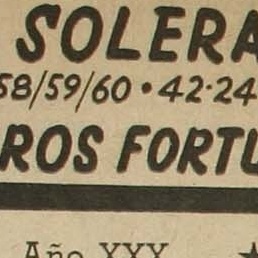 SOLERA
58/59/60 • 42-24
ROS FORTU
Año XXX ★